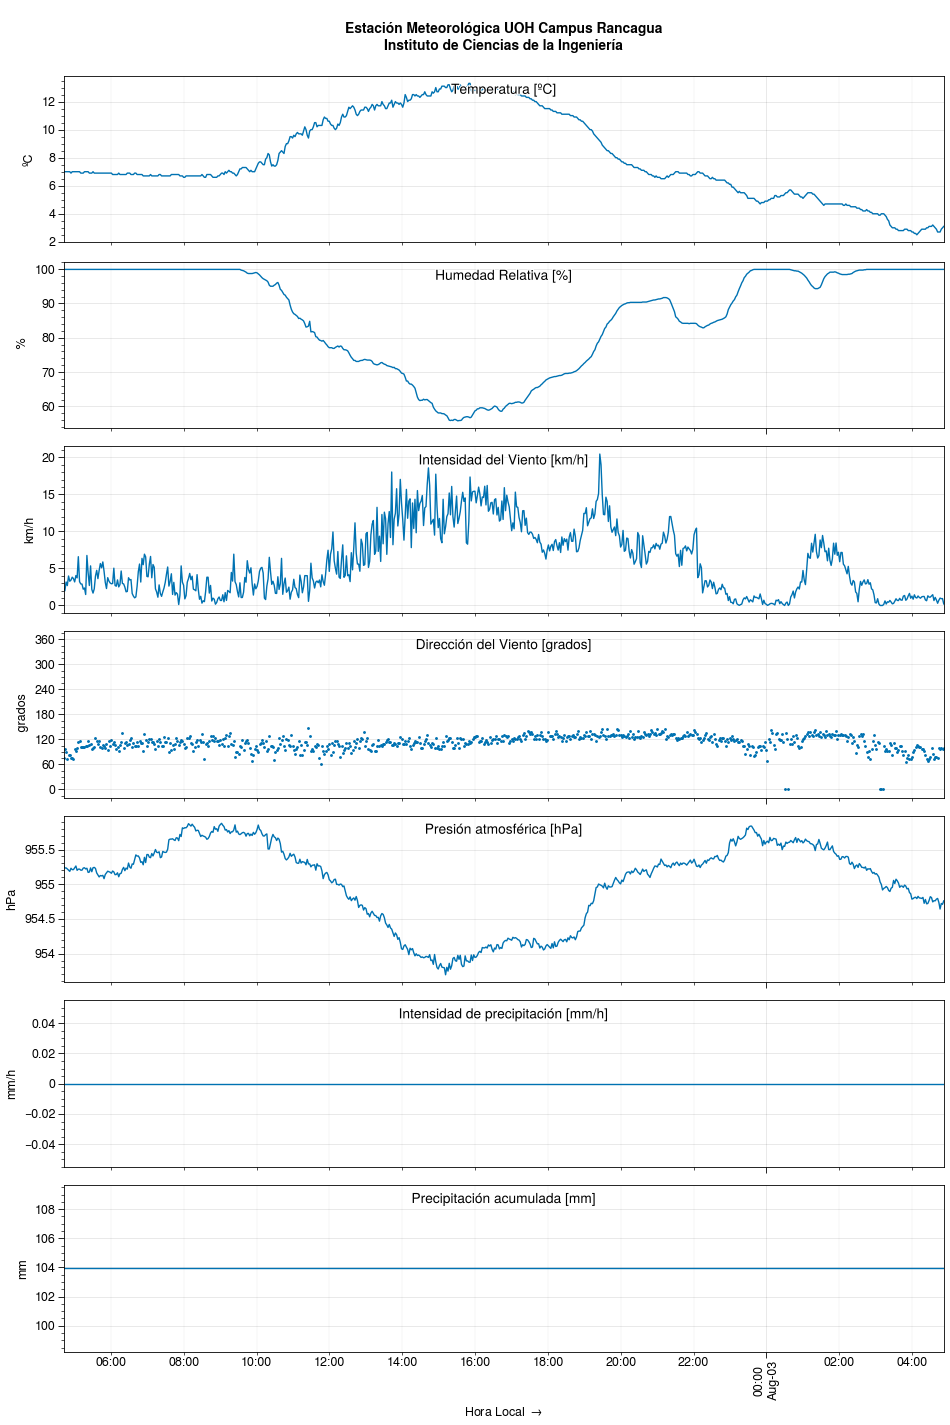 Estación Meteorológica UOH Campus Rancagua
Instituto de Ciencias de la Ingeniería
Temperatura [ºC]
ºC
12
10
8
6
4
2
Humedad Relativa [%]
%
100
90
80
70
60
Intensidad del Viento [km/h]
km/h
20
15
10
5
0
Dirección del Viento [grados]
grados
360
300
240
180
120
60
0
Presión atmosférica [hPa]
hPa
955.5
955
954.5
954
Intensidad de precipitación [mm/h]
mm/h
0.04
0.02
0
−0.02
−0.04
Precipitación acumulada [mm]
mm
108
106
104
102
100
06:00 08:00 10:00 12:00 14:00 16:00 18:00 20:00 22:00 00:00 02:00 04:00
Aug-03
Hora Local →